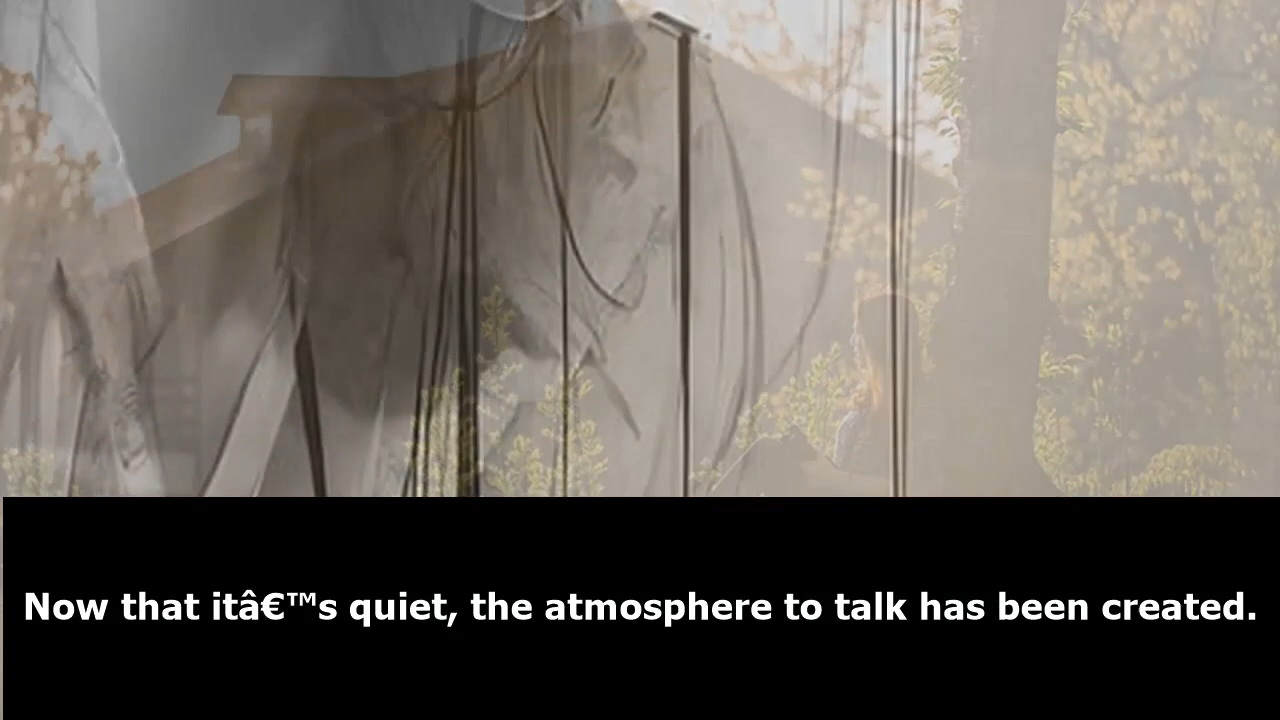 Now that itâ€™s quiet, the atmosphere to talk has been created.